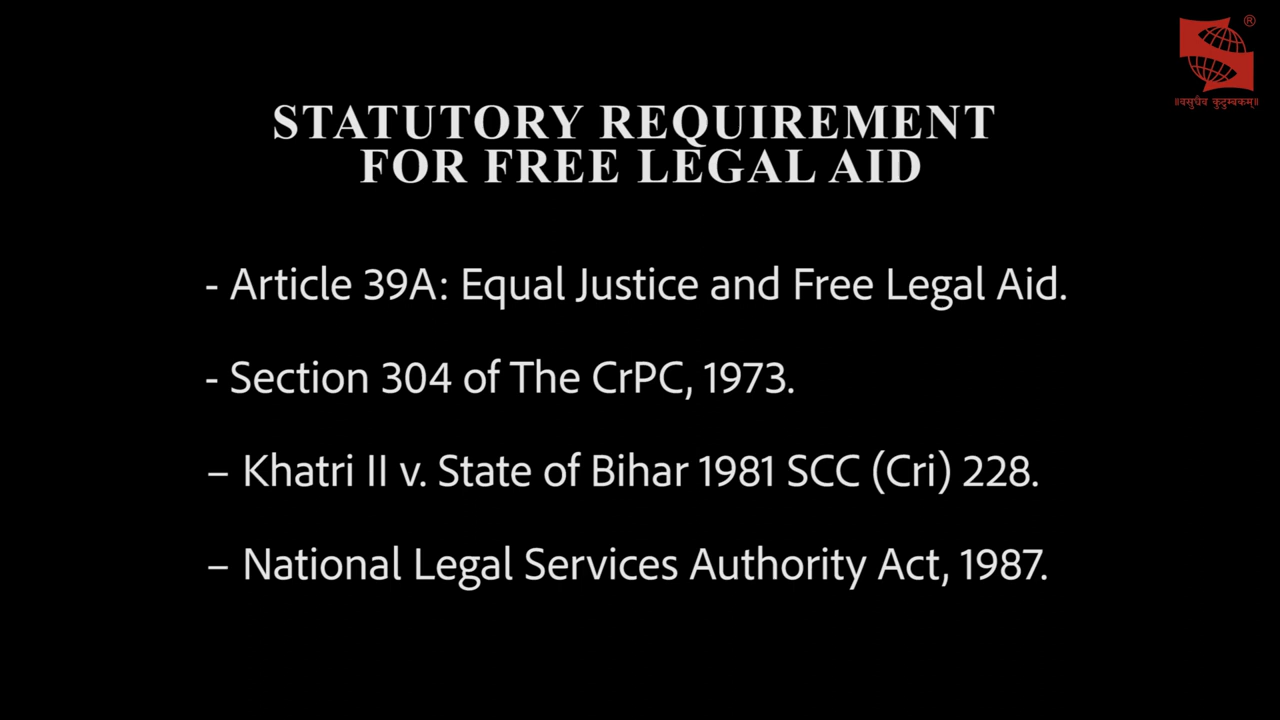 ®
॥वसुधैव कुटुम्बकम्॥
STATUTORY REQUIREMENT
FOR FREE LEGAL AID
- Article 39A: Equal Justice and Free Legal Aid.
- Section 304 of The CrPC, 1973.
– Khatri II v. State of Bihar 1981 SCC (Cri) 228.
– National Legal Services Authority Act, 1987.